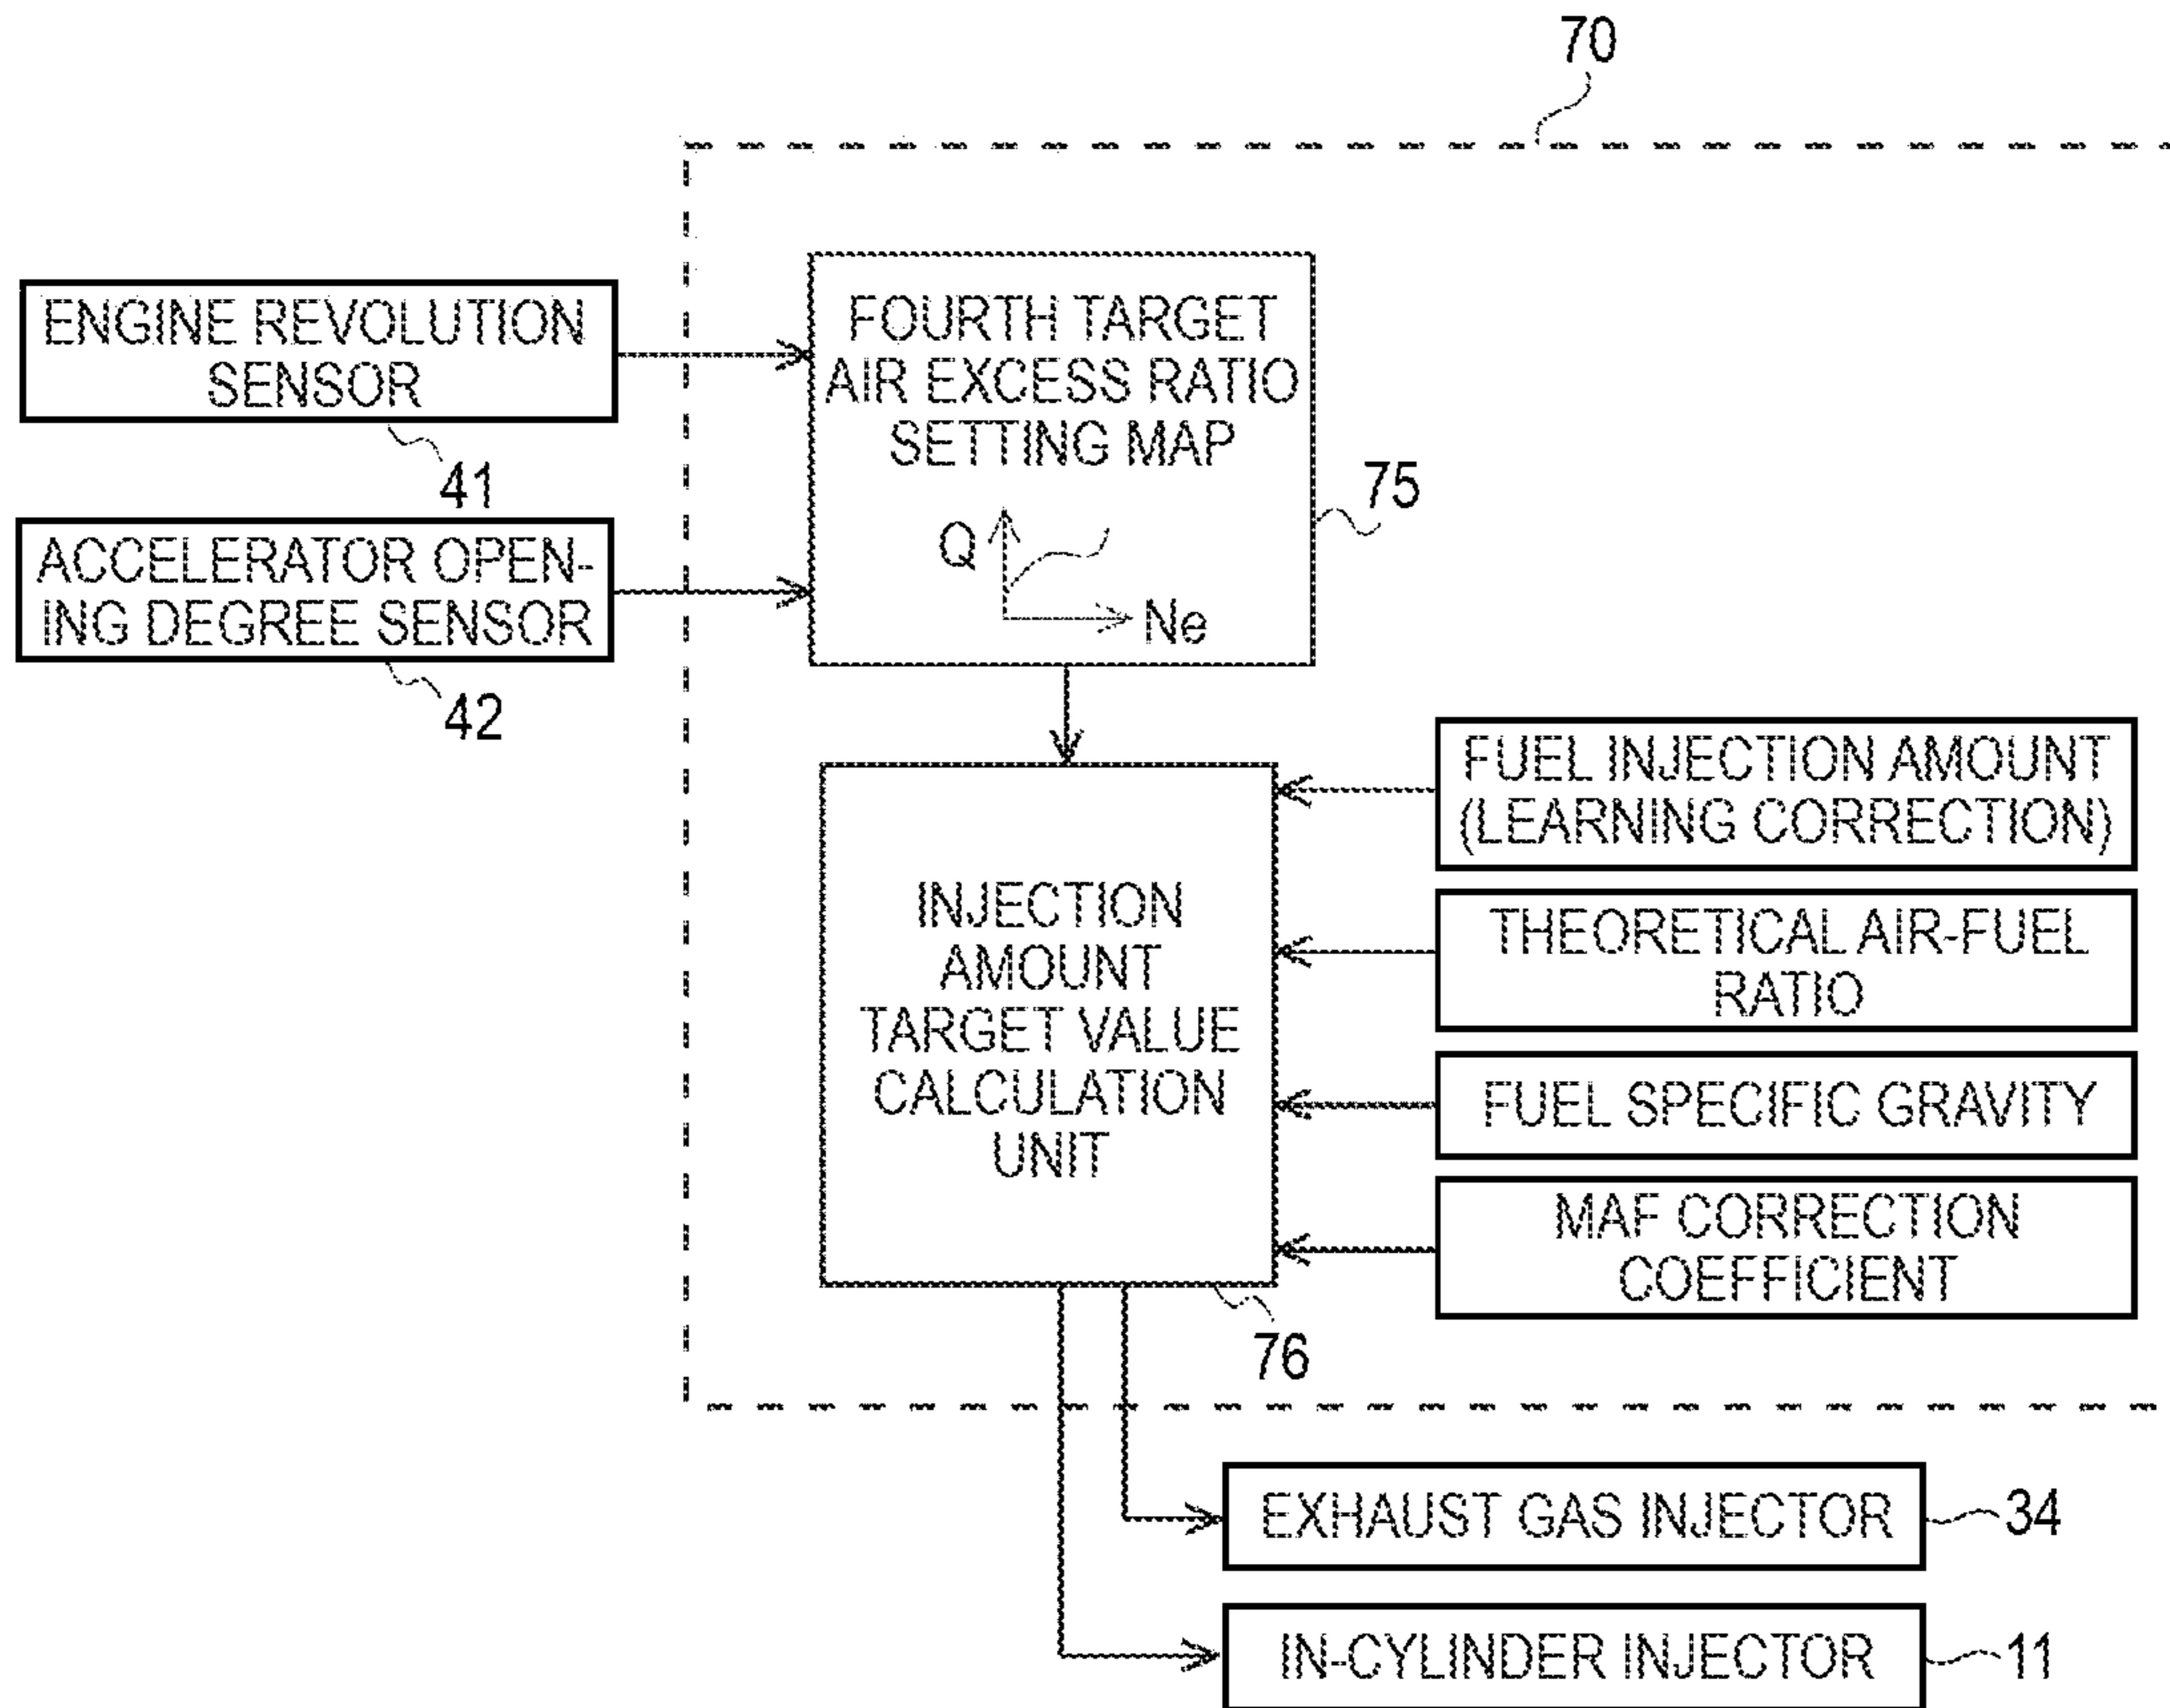 70
ENGINE REVOLUTION
SENSOR
41
ACCELERATOR OPEN-
ING DEGREE SENSOR
42
FOURTH TARGET
AIR EXCESS RATIO
SETTING MAP
Q
Ne
75
INJECTION
AMOUNT
TARGET VALUE
CALCULATION
UNIT
76
FUEL INJECTION AMOUNT
(LEARNING CORRECTION)
THEORETICAL AIR-FUEL
RATIO
FUEL SPECIFIC GRAVITY
MAF CORRECTION
COEFFICIENT
EXHAUST GAS INJECTOR
34
IN-CYLINDER INJECTOR
11